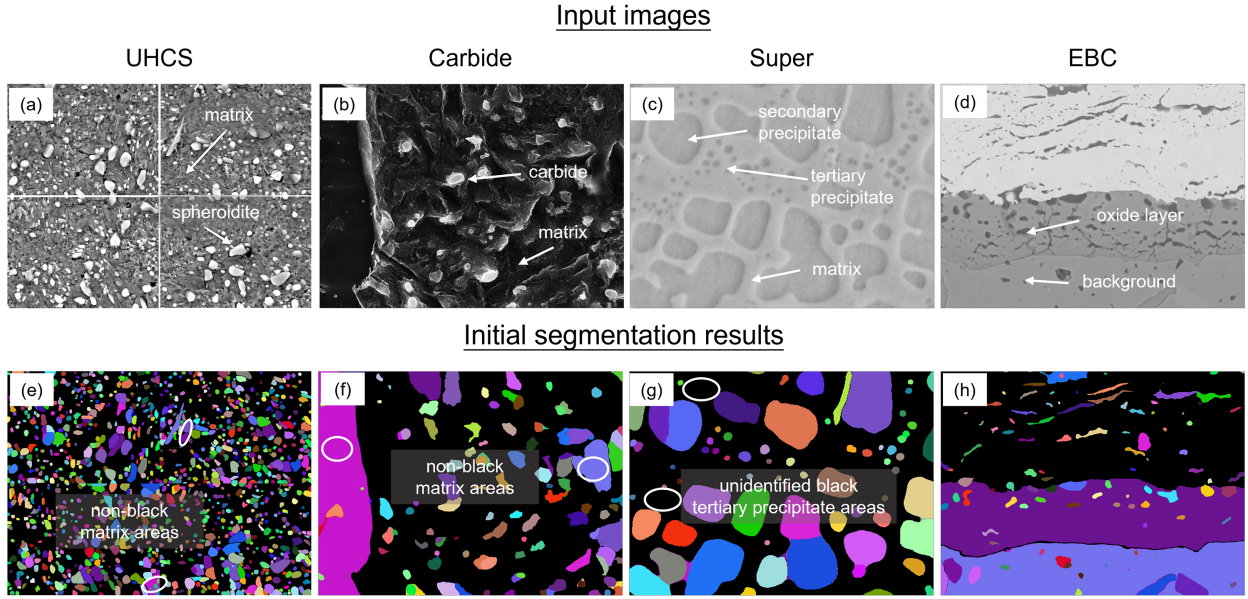 Input images
UHCS
Carbide
Super
EBC
(a)
matrix
spheroldite
(b)
carbide
matrix
(c)
secondary
precipitate
tertiary
precipitate
matrix
(d)
oxide layer
background
Initial segmentation results
(e)
non-black
matrix areas
(f)
non-black
matrix areas
(g)
unidentified black
tertiary precipitate areas
(h)